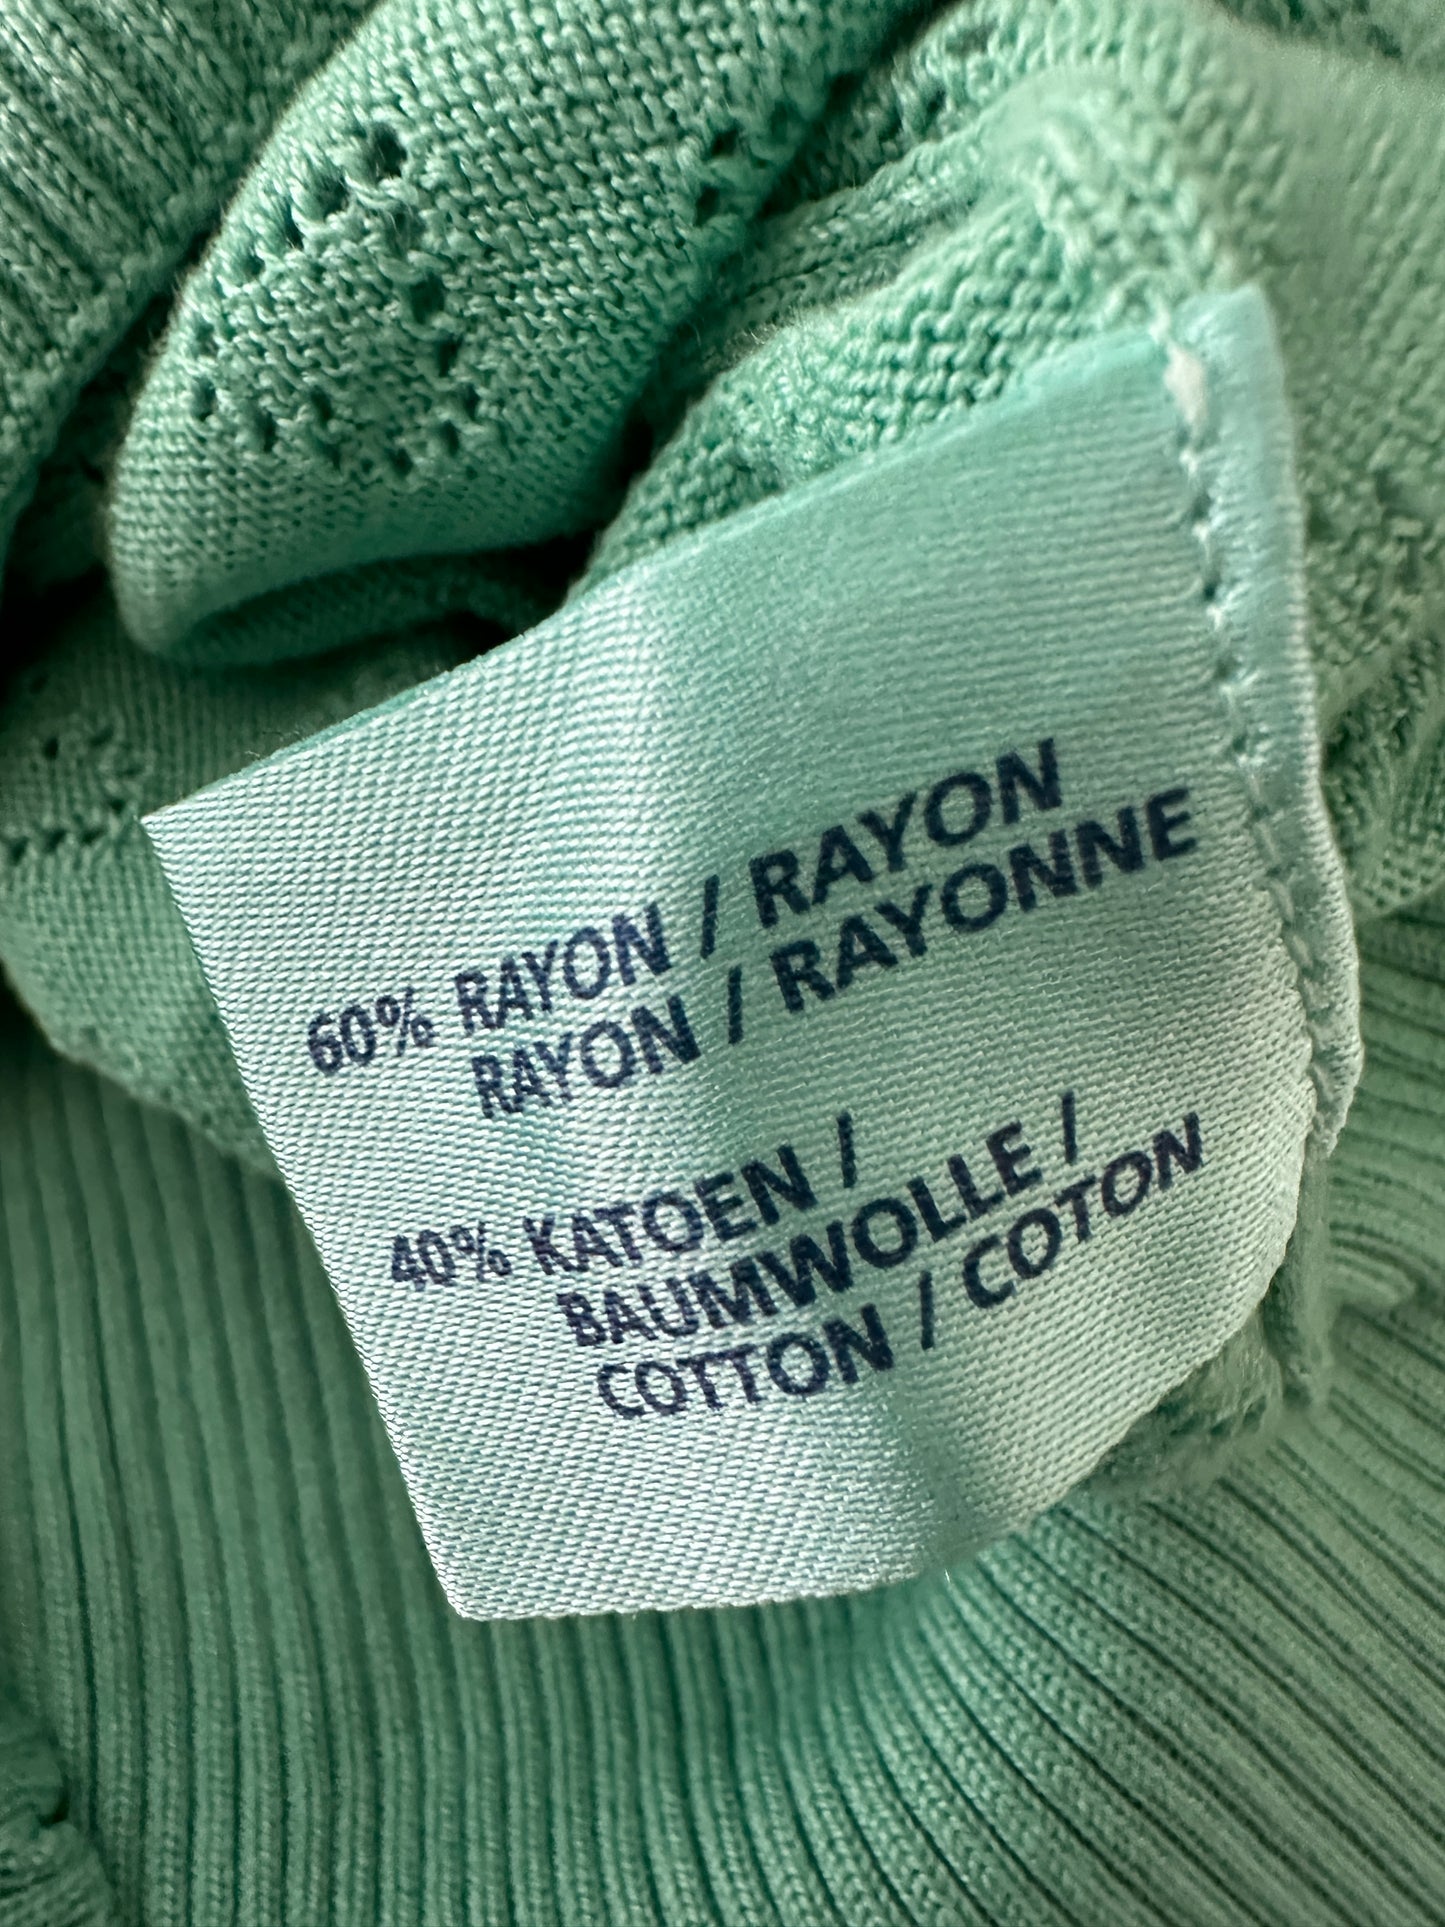 60% RAYON / RAYON
RAYON / RAYONNE
40% KATOEN /
BAUMWOLLE /
COTTON / COTON